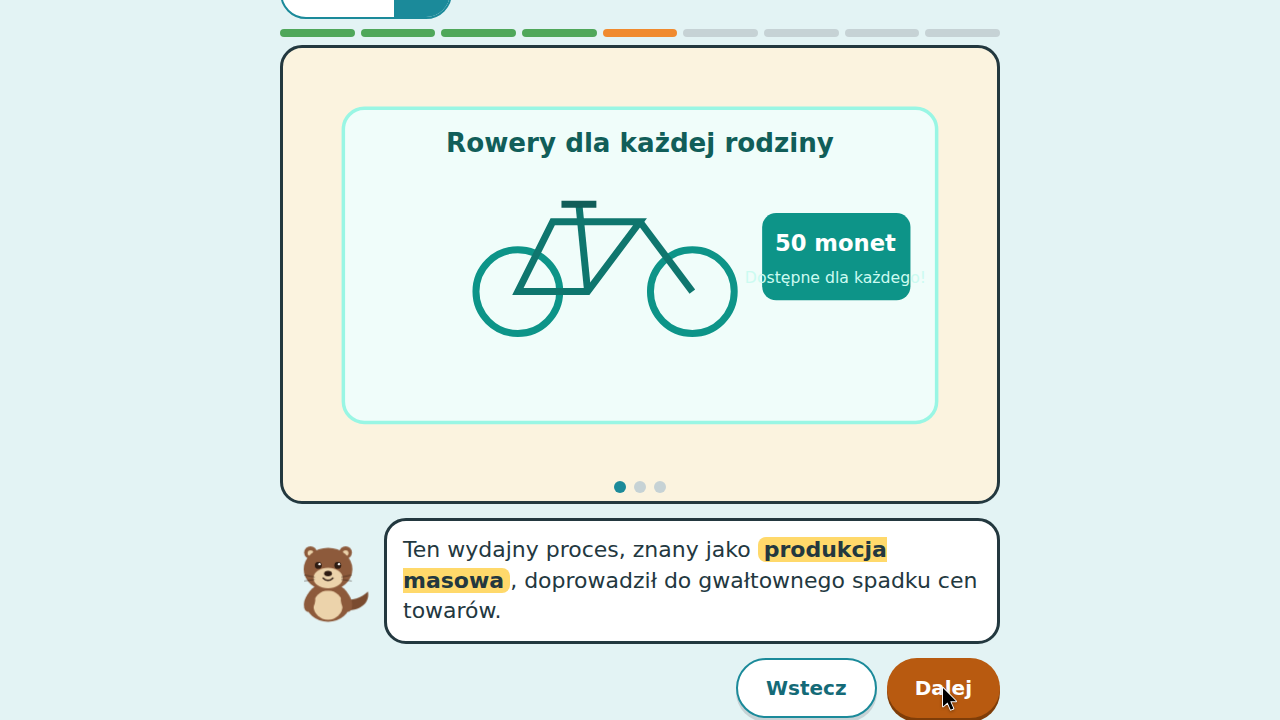 Rowery dla każdej rodziny
50 monet
Dostępne dla każdego!
Ten wydajny proces, znany jako produkcja
masowa, doprowadził do gwałtownego spadku cen
towarów.
Wstecz
Dalej